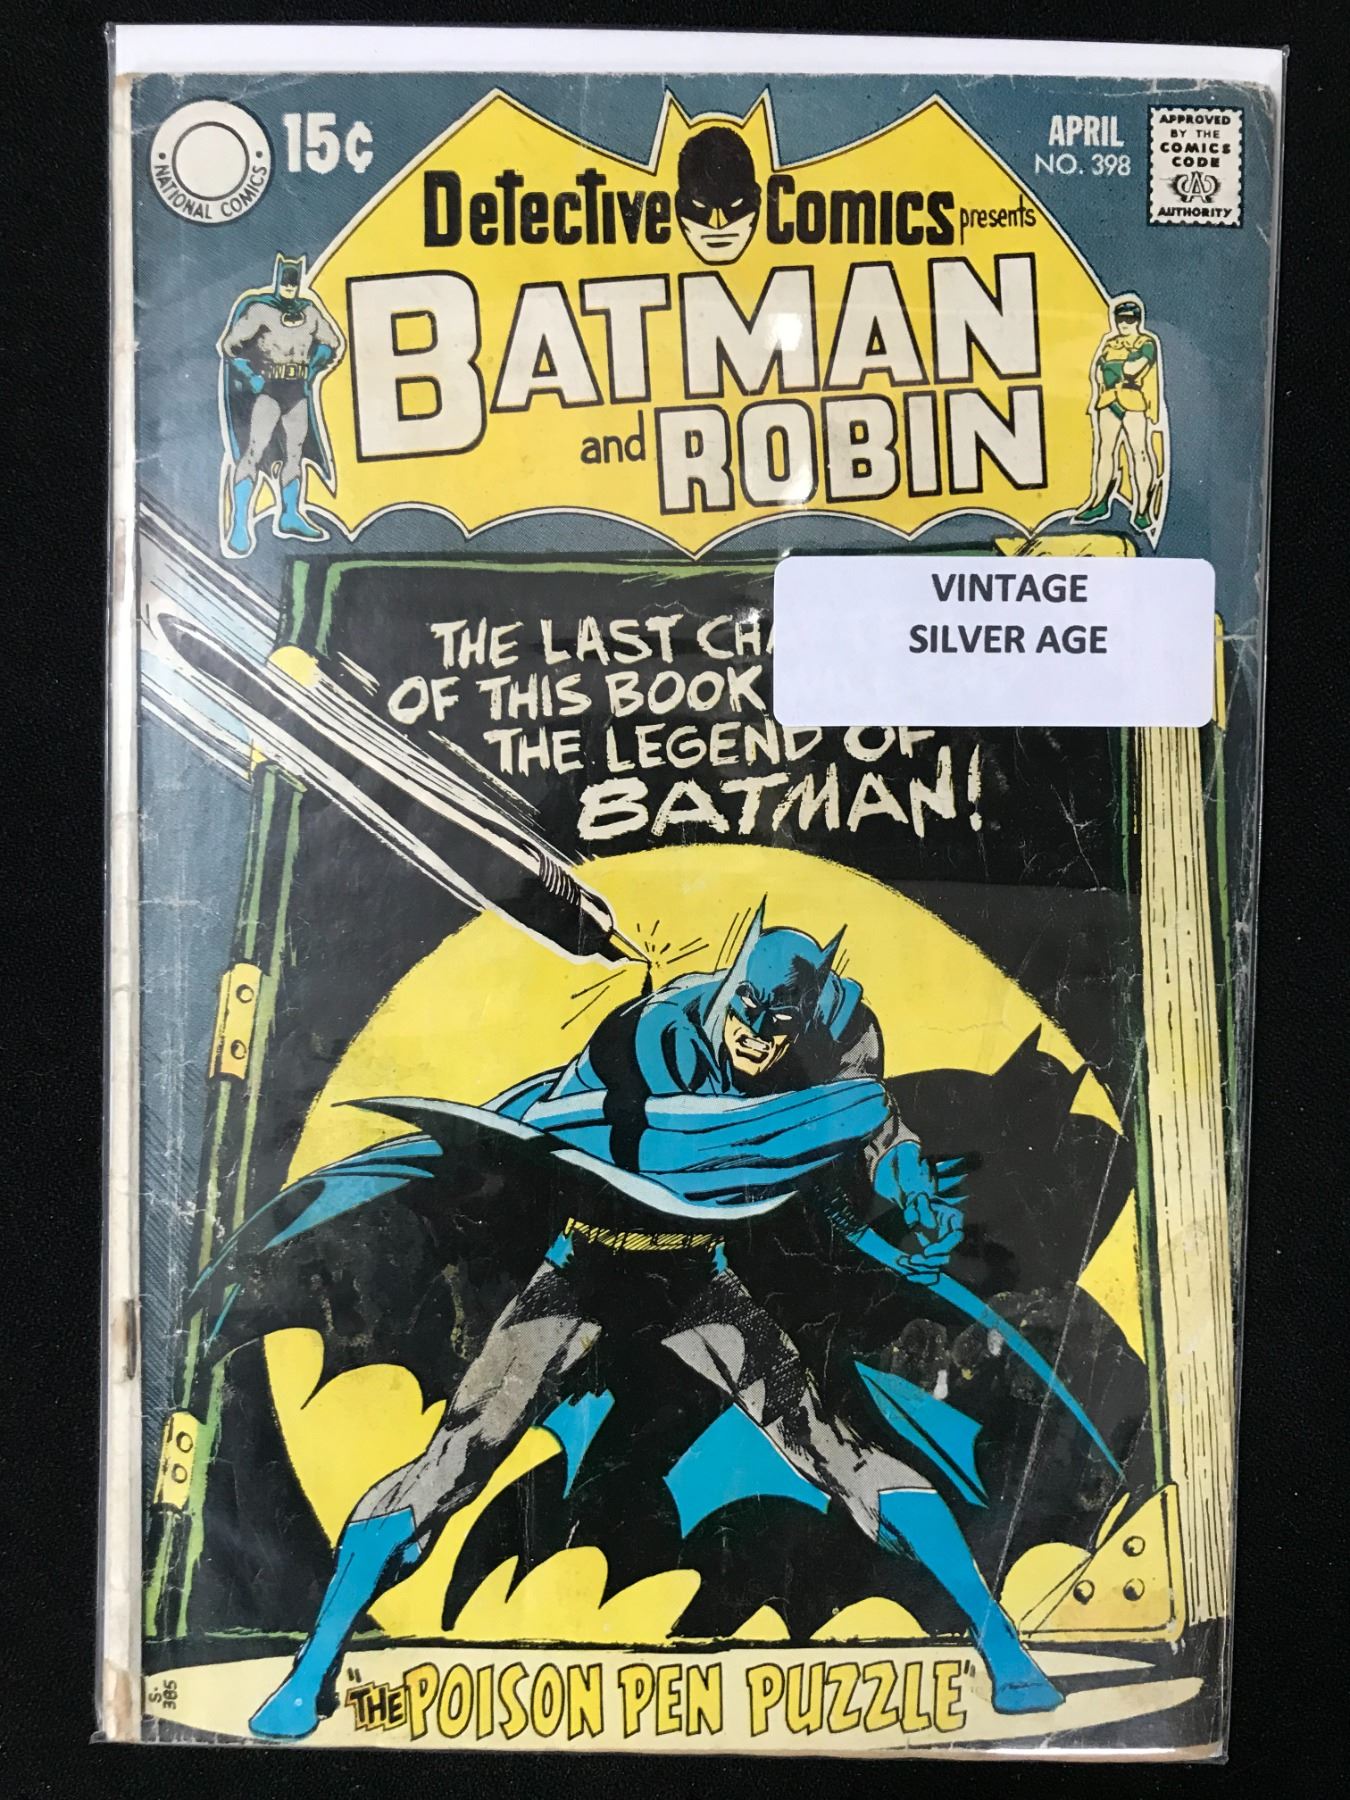 NATIONAL COMICS
15¢
APRIL
NO. 398
APPROVED
BY THE
COMICS
CODE
CA
AUTHORITY
Detective Comics presents
BATMAN
and ROBIN
VINTAGE
SILVER AGE
THE LAST
OF THIS BOOK
THE LEGEND OF
BATMAN!
"THE POISON PEN PUZZLE"
S-
385